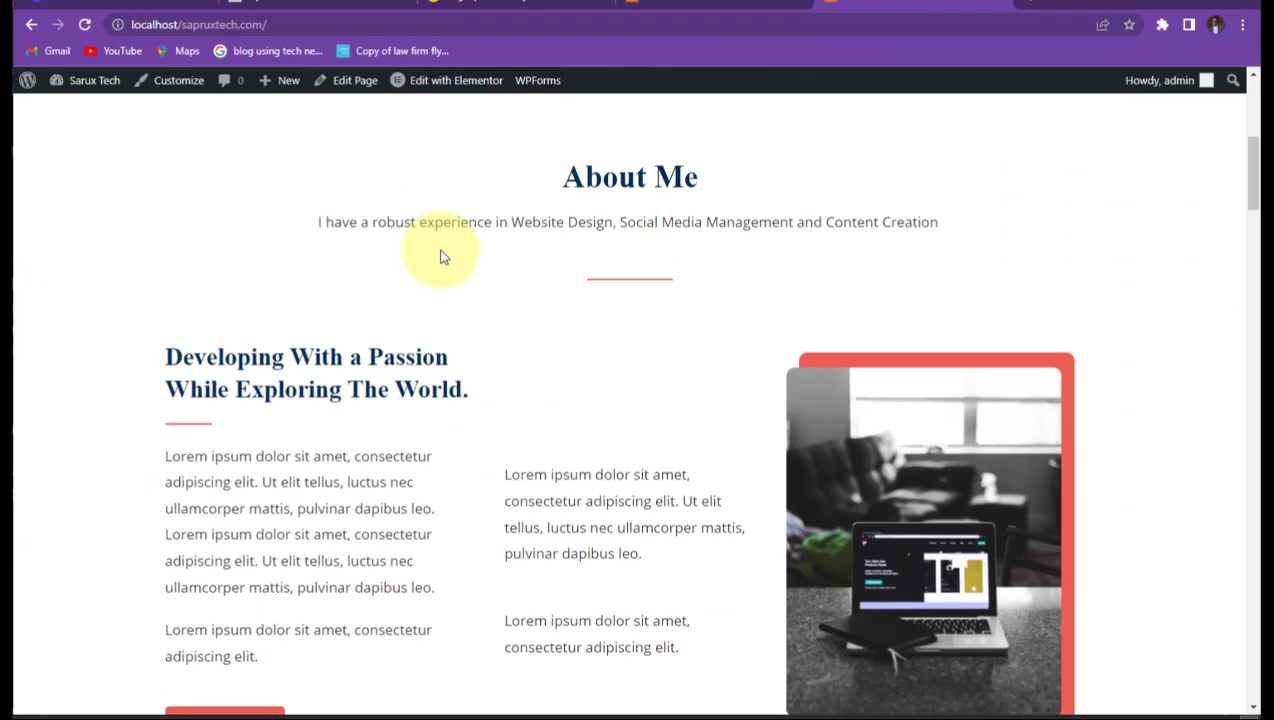 localhost/sapruxtech.com/
Gmail YouTube Maps blog using tech ne... Copy of law firm fly...
Sarux Tech Customize 0 New Edit Page Edit with Elementor WPForms Howdy, admin
About Me
I have a robust experience in Website Design, Social Media Management and Content Creation
Developing With a Passion
While Exploring The World.
Lorem ipsum dolor sit amet, consectetur
adipiscing elit. Ut elit tellus, luctus nec
ullamcorper mattis, pulvinar dapibus leo.
Lorem ipsum dolor sit amet, consectetur
adipiscing elit. Ut elit tellus, luctus nec
ullamcorper mattis, pulvinar dapibus leo.
Lorem ipsum dolor sit amet, consectetur
adipiscing elit.
Lorem ipsum dolor sit amet,
consectetur adipiscing elit. Ut elit
tellus, luctus nec ullamcorper mattis,
pulvinar dapibus leo.
Lorem ipsum dolor sit amet,
consectetur adipiscing elit.